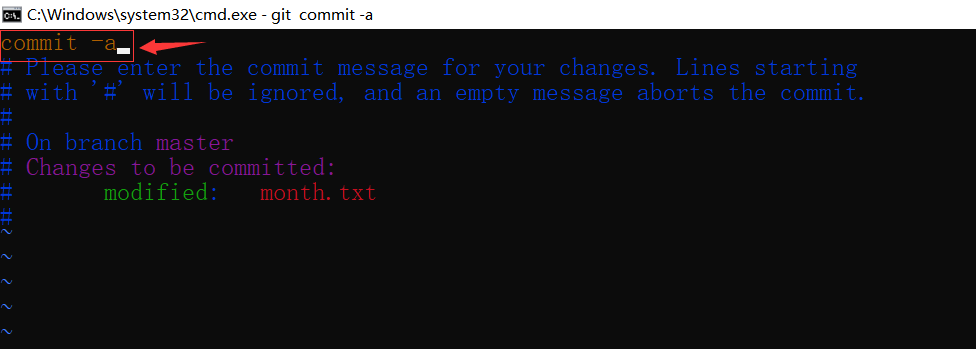 C:\Windows\system32\cmd.exe - git  commit -a
commit -a
# Please enter the commit message for your changes. Lines starting
# with '#' will be ignored, and an empty message aborts the commit.
#
# On branch master
# Changes to be committed:
#       modified:   month.txt
#
~
~
~
~
~